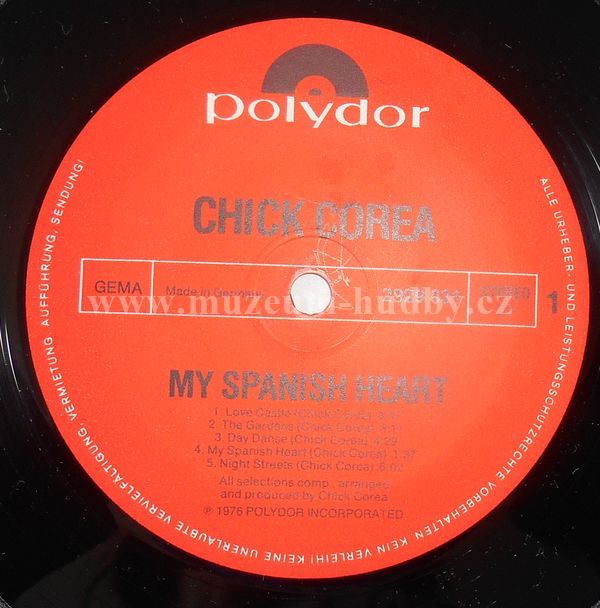 polydor
CHICK COREA
GEMA
Made in Germany
STEREO
1
www.muzeum-hudby.cz
MY SPANISH HEART
1. Love Castle (Chick Corea)
2. The Gardens (Chick Corea) 3:11
3. Day Danse (Chick Corea) 4:29
4. My Spanish Heart (Chick Corea) 1:37
5. Night Streets (Chick Corea) 6:02
All selections comp., arranged
and produced by Chick Corea
℗ 1976 POLYDOR INCORPORATED
ALLE URHEBER- UND LEISTUNGSSCHUTZRECHTE VORBEHALTEN KEIN VERLEIH! KEINE UNERLAUBTE VERVIELFÄLTIGUNG, VERMIETUNG, AUFFÜHRUNG, SENDUNG!